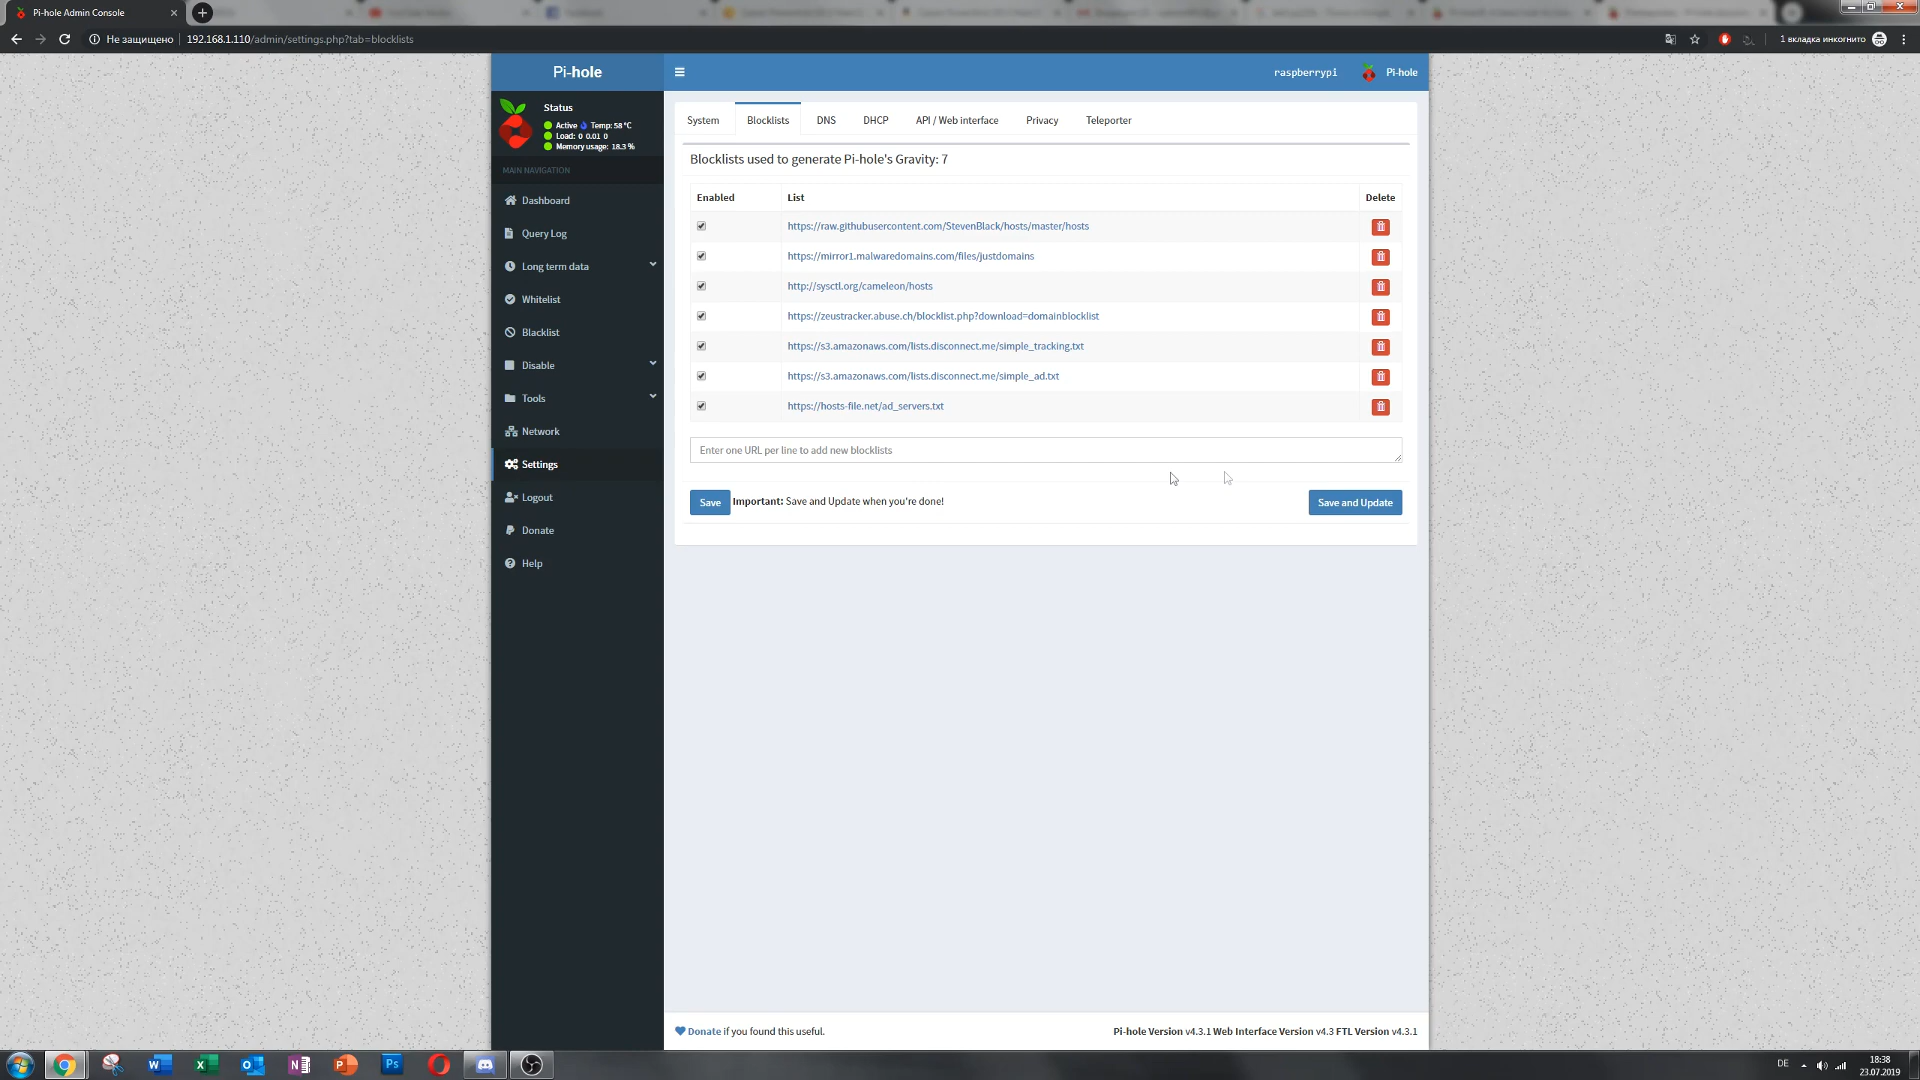 Pi-hole Admin Console
Не защищено
192.168.1.110/admin/settings.php?tab=blocklists
1 вкладка инкогнито
Pi-hole
raspberrypi
Pi-hole
Status
Active Temp: 58 °C
Load: 0 0.01 0
Memory usage: 18.3 %
MAIN NAVIGATION
Dashboard
Query Log
Long term data
Whitelist
Blacklist
Disable
Tools
Network
Settings
Logout
Donate
Help
System
Blocklists
DNS
DHCP
API / Web interface
Privacy
Teleporter
Blocklists used to generate Pi-hole's Gravity: 7
Enabled
List
Delete
https://raw.githubusercontent.com/StevenBlack/hosts/master/hosts
https://mirror1.malwaredomains.com/files/justdomains
http://sysctl.org/cameleon/hosts
https://zeustracker.abuse.ch/blocklist.php?download=domainblocklist
https://s3.amazonaws.com/lists.disconnect.me/simple_tracking.txt
https://s3.amazonaws.com/lists.disconnect.me/simple_ad.txt
https://hosts-file.net/ad_servers.txt
Enter one URL per line to add new blocklists
Save
Important: Save and Update when you're done!
Save and Update
Donate if you found this useful.
Pi-hole Version v4.3.1 Web Interface Version v4.3 FTL Version v4.3.1
DE
18:38
23.07.2019